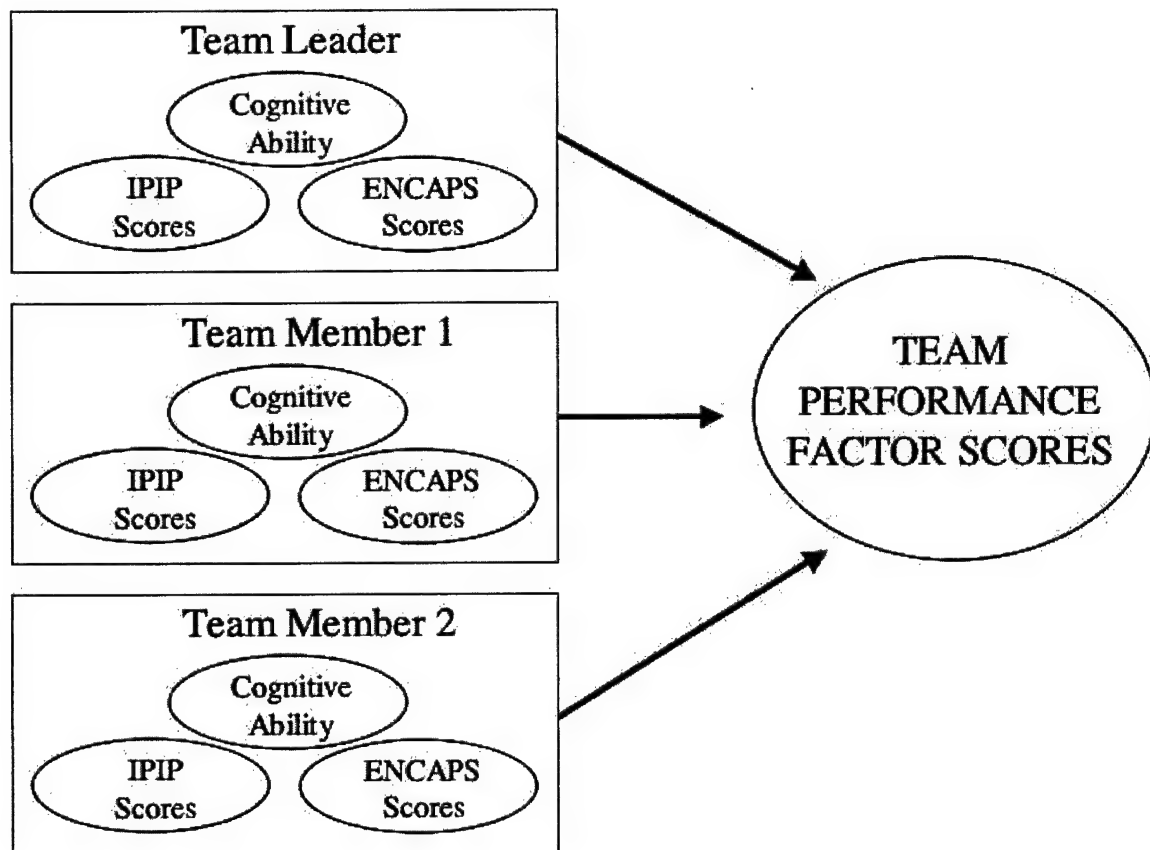 Team Leader
Cognitive
Ability
IPIP
Scores
ENCAPS
Scores
Team Member 1
Cognitive
Ability
IPIP
Scores
ENCAPS
Scores
Team Member 2
Cognitive
Ability
IPIP
Scores
ENCAPS
Scores
TEAM
PERFORMANCE
FACTOR SCORES